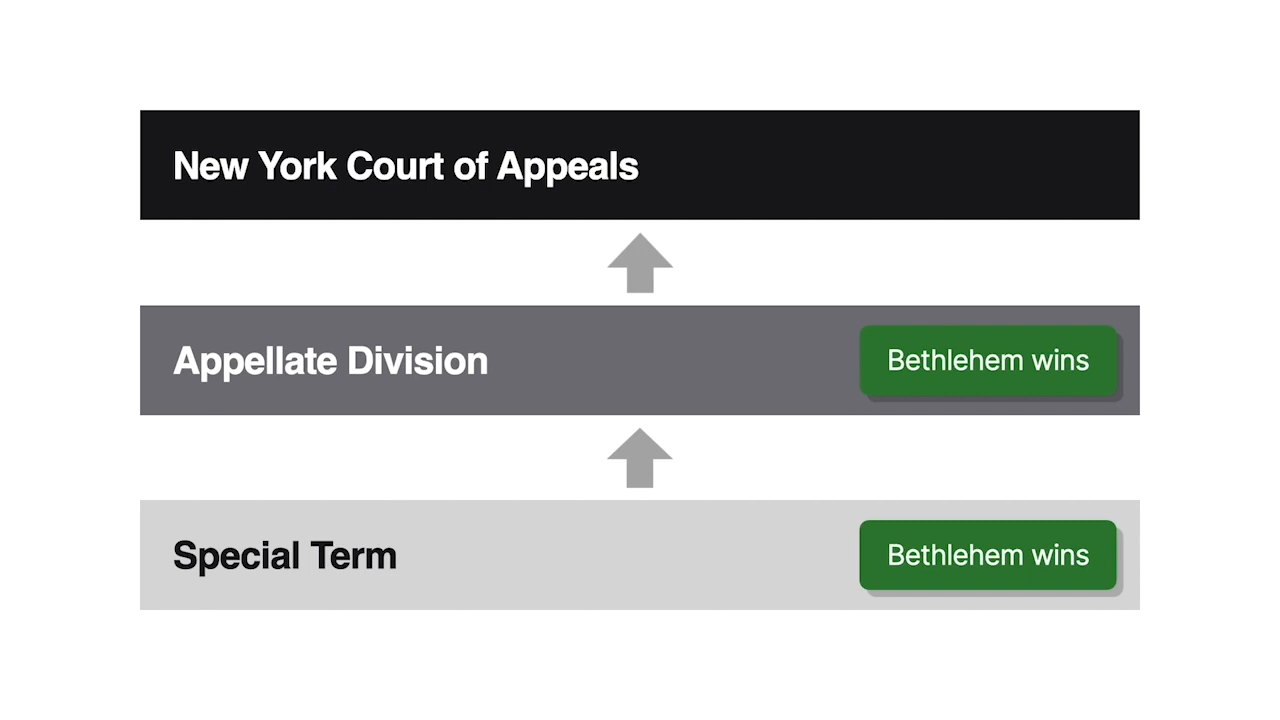 New York Court of Appeals
Appellate Division
Bethlehem wins
Special Term
Bethlehem wins